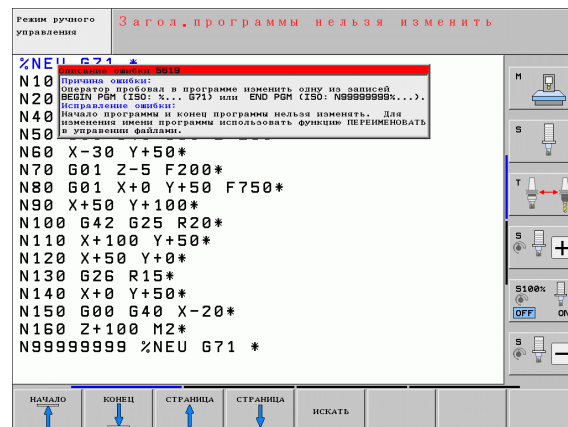 Режим ручного
управления
Загол.программы нельзя изменить
%NEU G71 *
Описание ошибки 5619
Причина ошибки:
Оператор пробовал в программе изменить одну из записей
BEGIN PGM (ISO: %... G71) или END PGM (ISO: N99999999%...).
Исправление ошибки:
Начало программы и конец программы нельзя изменять. Для
изменения имени программы использовать функцию ПЕРЕИМЕНОВАТЬ
в управении файлами.
N10
N20
N40
N50
N60 X-30 Y+50*
N70 G01 Z-5 F200*
N80 G01 X+0 Y+50 F750*
N90 X+50 Y+100*
N100 G42 G25 R20*
N110 X+100 Y+50*
N120 X+50 Y+0*
N130 G26 R15*
N140 X+0 Y+50*
N150 G00 G40 X-20*
N160 Z+100 M2*
N99999999 %NEU G71 *
M
S
T
S
+
S100%
OFF ON
S
−
НАЧАЛО
КОНЕЦ
СТРАНИЦА
СТРАНИЦА
ИСКАТЬ